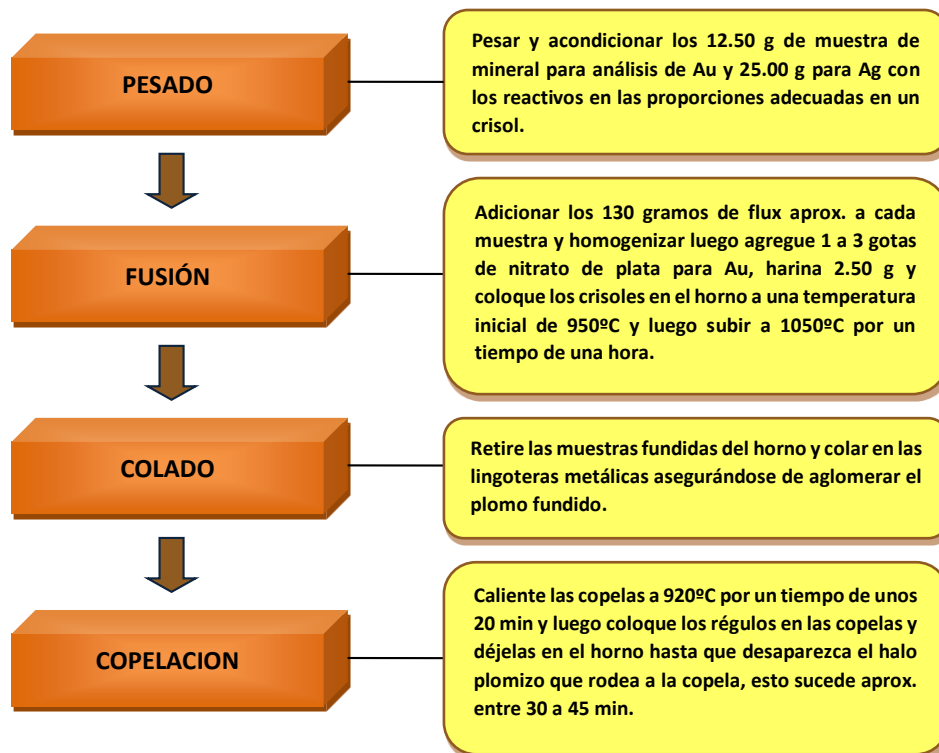 PESADO
Pesar y acondicionar los 12.50 g de muestra de
mineral para análisis de Au y 25.00 g para Ag con
los reactivos en las proporciones adecuadas en un
crisol.
FUSIÓN
Adicionar los 130 gramos de flux aprox. a cada
muestra y homogenizar luego agregue 1 a 3 gotas
de nitrato de plata para Au, harina 2.50 g y
coloque los crisoles en el horno a una temperatura
inicial de 950ºC y luego subir a 1050ºC por un
tiempo de una hora.
COLADO
Retire las muestras fundidas del horno y colar en las
lingoteras metálicas asegurándose de aglomerar el
plomo fundido.
COPELACION
Caliente las copelas a 920ºC por un tiempo de unos
20 min y luego coloque los régulos en las copelas y
déjelas en el horno hasta que desaparezca el halo
plomizo que rodea a la copela, esto sucede aprox.
entre 30 a 45 min.